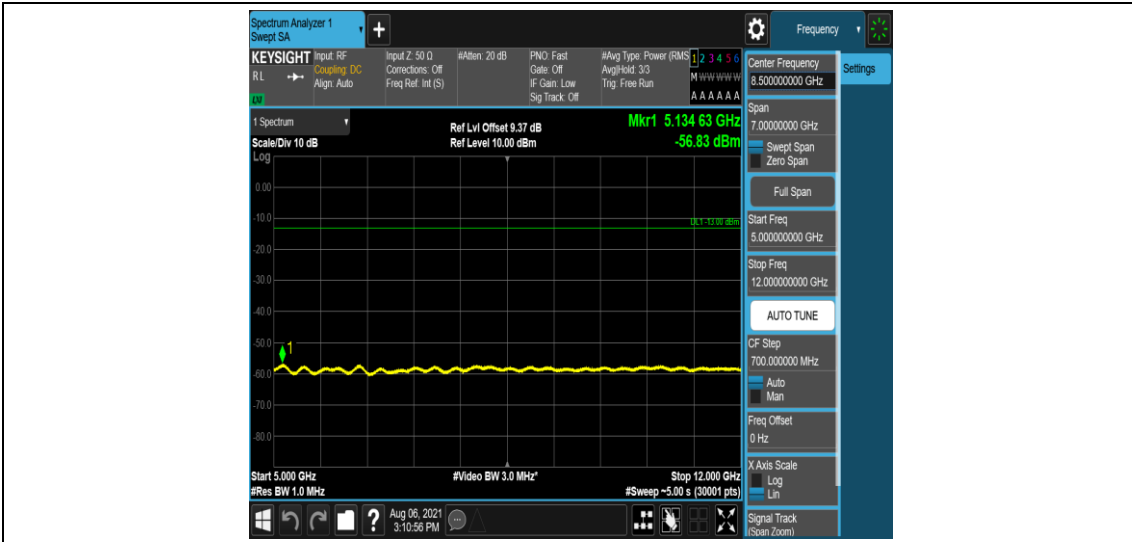 Spectrum Analyzer 1
Swept SA
+
Frequency
KEYSIGHT
RL
LXI
Input: RF
Coupling: DC
Align: Auto
Input Z: 50 Ω
Corrections: Off
Freq Ref: Int (S)
#Atten: 20 dB
PNO: Fast
Gate: Off
IF Gain: Low
Sig Track: Off
#Avg Type: Power (RMS
Avg|Hold: 3/3
Trig: Free Run
1 2 3 4 5 6
M W W W W W
A A A A A A
1 Spectrum
Scale/Div 10 dB
Ref Lvl Offset 9.37 dB
Ref Level 10.00 dBm
Mkr1 5.134 63 GHz
-56.83 dBm
Log
0.00
-10.0
DL1 -13.00 dBm
-20.0
-30.0
-40.0
-50.0
1
-60.0
-70.0
-80.0
Start 5.000 GHz
#Video BW 3.0 MHz*
Stop 12.000 GHz
#Res BW 1.0 MHz
#Sweep ~5.00 s (30001 pts)
?
Aug 06, 2021
3:10:56 PM
Center Frequency
8.500000000 GHz
Settings
Span
7.00000000 GHz
Swept Span
Zero Span
Full Span
Start Freq
5.000000000 GHz
Stop Freq
12.000000000 GHz
AUTO TUNE
CF Step
700.000000 MHz
Auto
Man
Freq Offset
0 Hz
X Axis Scale
Log
Lin
Signal Track
(Span Zoom)